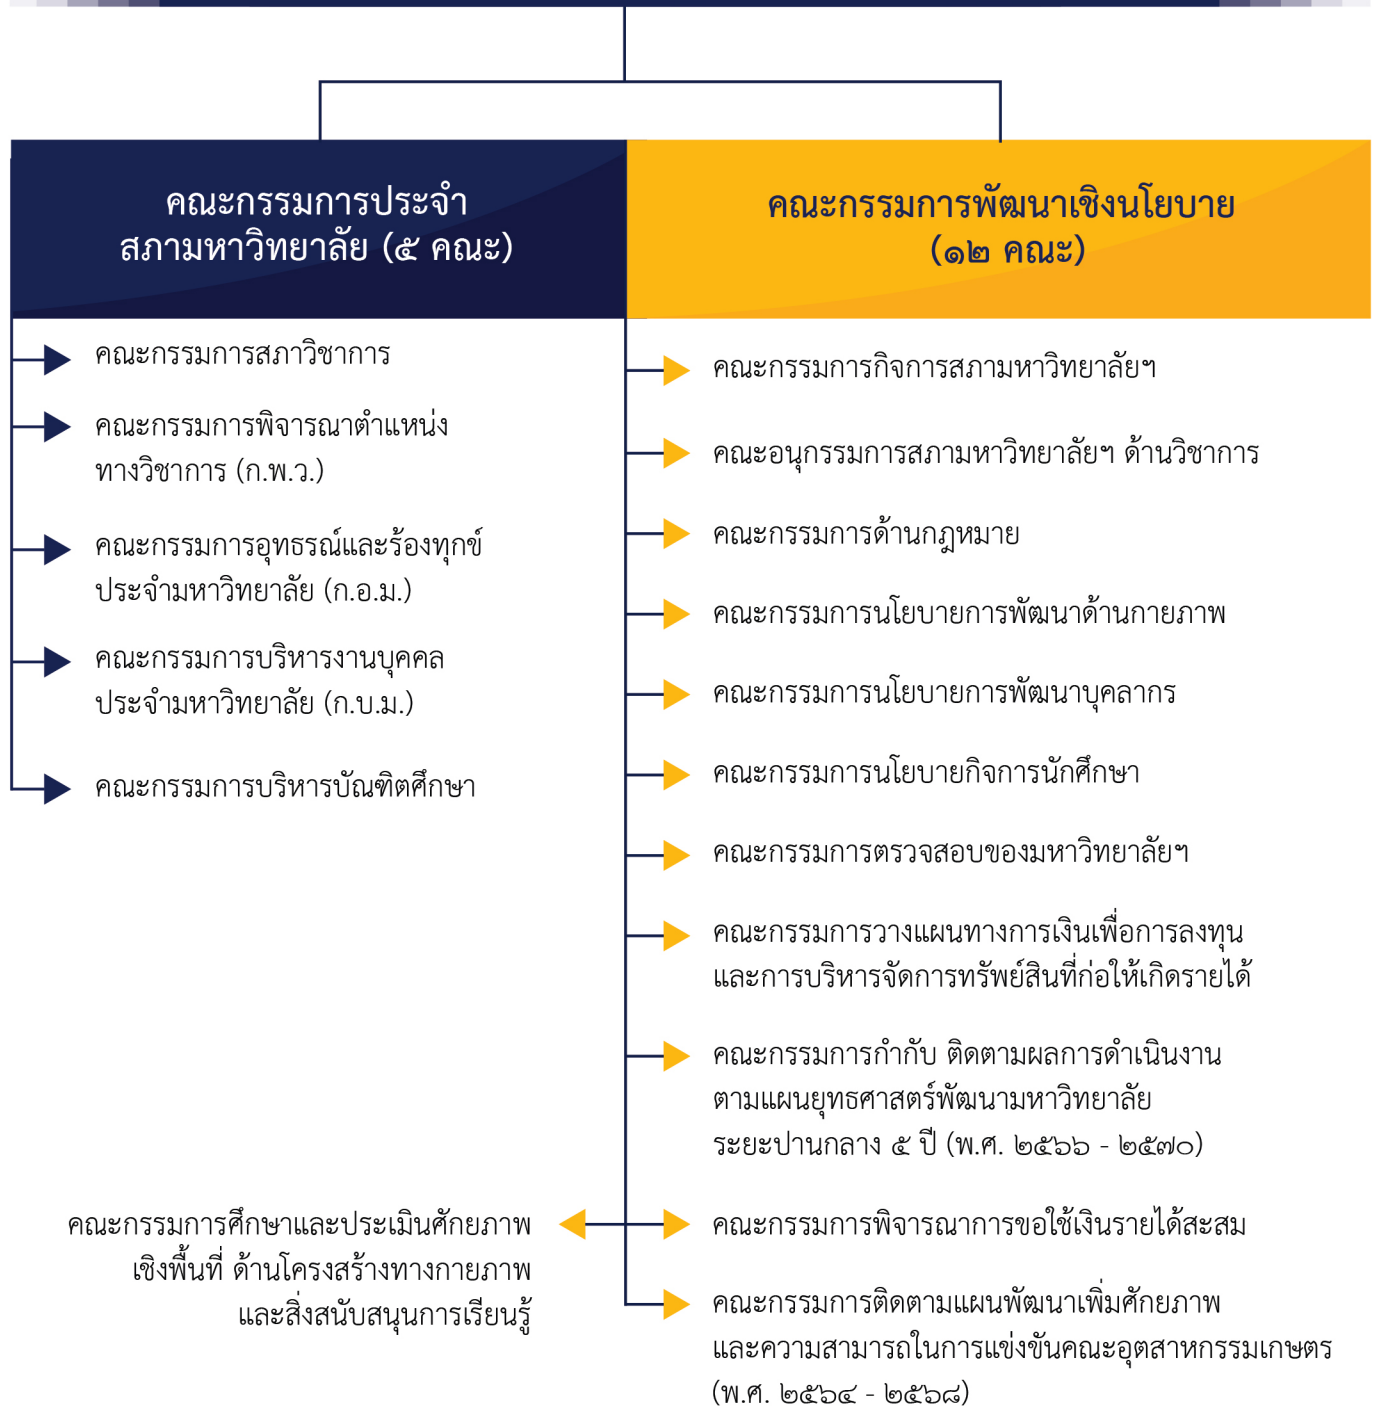 คณะกรรมการประจำ
สภามหาวิทยาลัย (๕ คณะ)
คณะกรรมการสภาวิชาการ
คณะกรรมการพิจารณาตำแหน่ง
ทางวิชาการ (ก.พ.ว.)
คณะกรรมการอุทธรณ์และร้องทุกข์
ประจำมหาวิทยาลัย (ก.อ.ม.)
คณะกรรมการบริหารงานบุคคล
ประจำมหาวิทยาลัย (ก.บ.ม.)
คณะกรรมการบริหารบัณฑิตศึกษา
คณะกรรมการพัฒนาเชิงนโยบาย
(๑๒ คณะ)
คณะกรรมการกิจการสภามหาวิทยาลัยฯ
คณะอนุกรรมการสภามหาวิทยาลัยฯ ด้านวิชาการ
คณะกรรมการด้านกฎหมาย
คณะกรรมการนโยบายการพัฒนาด้านกายภาพ
คณะกรรมการนโยบายการพัฒนาบุคลากร
คณะกรรมการนโยบายกิจการนักศึกษา
คณะกรรมการตรวจสอบของมหาวิทยาลัยฯ
คณะกรรมการวางแผนทางการเงินเพื่อการลงทุน
และการบริหารจัดการทรัพย์สินที่ก่อให้เกิดรายได้
คณะกรรมการกำกับ ติดตามผลการดำเนินงาน
ตามแผนยุทธศาสตร์พัฒนามหาวิทยาลัย
ระยะปานกลาง ๕ ปี (พ.ศ. ๒๕๖๖ - ๒๕๗๐)
คณะกรรมการศึกษาและประเมินศักยภาพ
เชิงพื้นที่ ด้านโครงสร้างทางกายภาพ
และสิ่งสนับสนุนการเรียนรู้
คณะกรรมการพิจารณาการขอใช้เงินรายได้สะสม
คณะกรรมการติดตามแผนพัฒนาเพิ่มศักยภาพ
และความสามารถในการแข่งขันคณะอุตสาหกรรมเกษตร
(พ.ศ. ๒๕๖๔ - ๒๕๖๘)